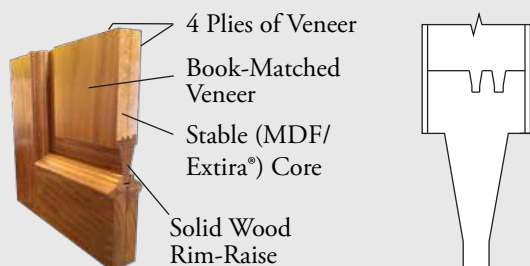 4 Plies of Veneer
Book-Matched
Veneer
Stable (MDF/
Extira®) Core
Solid Wood
Rim-Raise